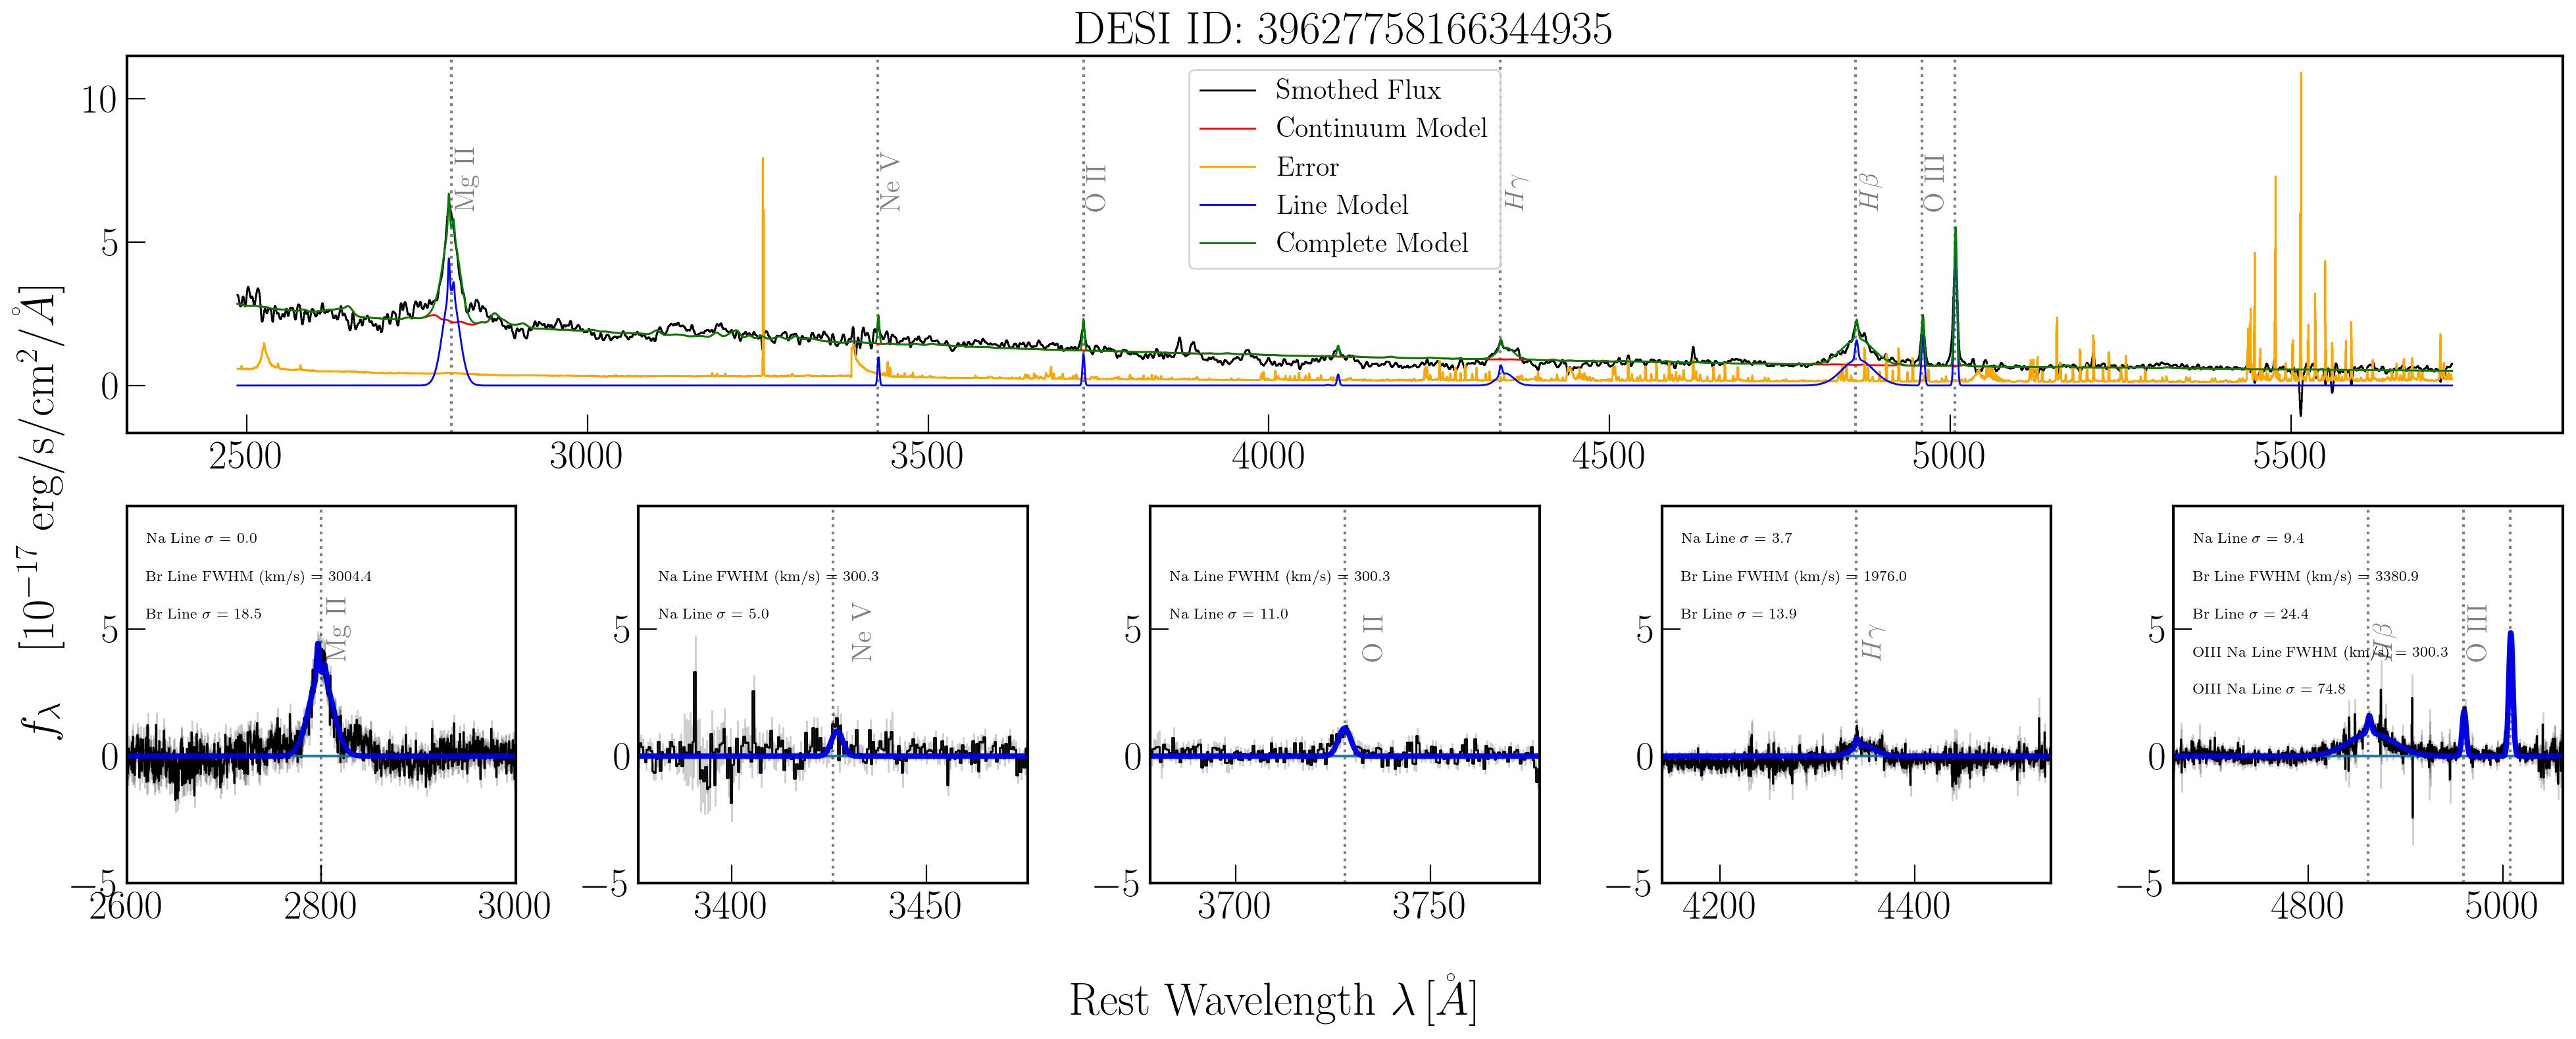 DESI ID: 39627758166344935
Smothed Flux
Continuum Model
Error
Line Model
Complete Model
Mg II
Ne V
O II
Hγ
Hβ
O III
10
5
0
2500 3000 3500 4000 4500 5000 5500
fλ [10−17 erg/s/cm2/Å]
Na Line σ = 0.0
Br Line FWHM (km/s) = 3004.4
Br Line σ = 18.5
Mg II
5
0
−5
2600 2800 3000
Na Line FWHM (km/s) = 300.3
Na Line σ = 5.0
Ne V
5
0
−5
3400 3450
Na Line FWHM (km/s) = 300.3
Na Line σ = 11.0
O II
5
0
−5
3700 3750
Na Line σ = 3.7
Br Line FWHM (km/s) = 1976.0
Br Line σ = 13.9
Hγ
5
0
−5
4200 4400
Na Line σ = 9.4
Br Line FWHM (km/s) = 3380.9
Br Line σ = 24.4
OIII Na Line FWHM (km/s) = 300.3
OIII Na Line σ = 74.8
Hβ
O III
5
0
−5
4800 5000
Rest Wavelength λ [Å]